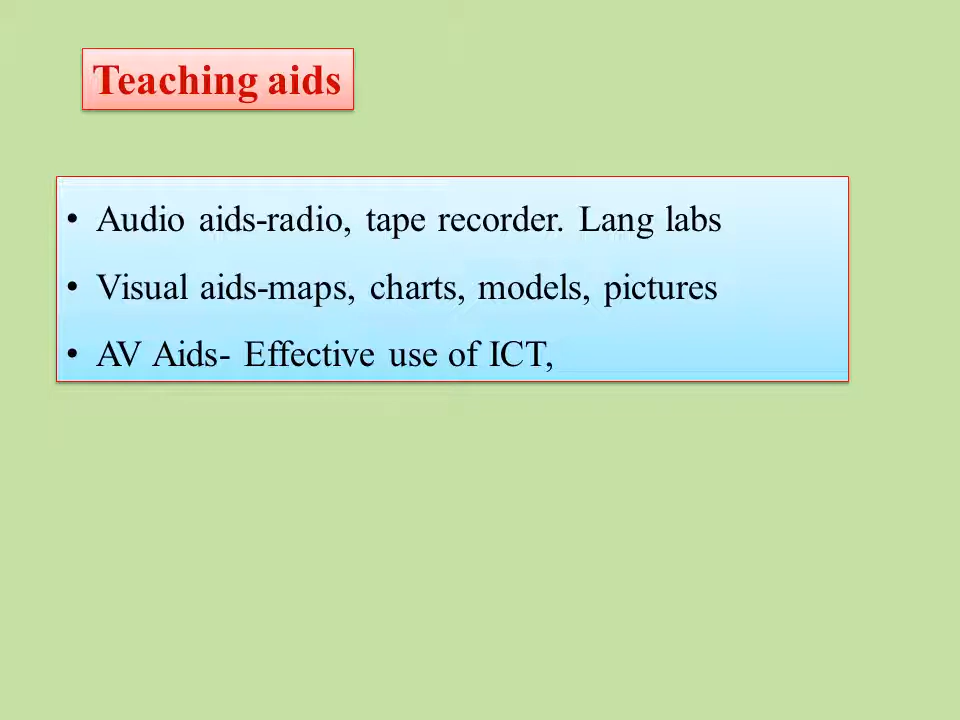 Teaching aids
• Audio aids-radio, tape recorder. Lang labs
• Visual aids-maps, charts, models, pictures
• AV Aids- Effective use of ICT,